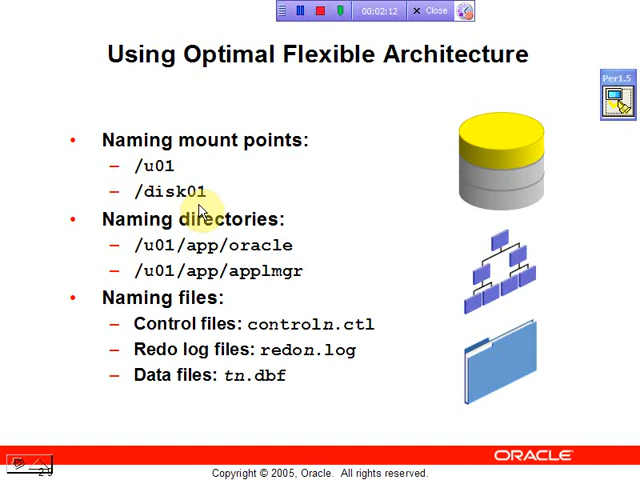 00:02:12 Close
Using Optimal Flexible Architecture
Per1.5
• Naming mount points:
– /u01
– /disk01
• Naming directories:
– /u01/app/oracle
– /u01/app/applmgr
• Naming files:
– Control files: controln.ctl
– Redo log files: redon.log
– Data files: tn.dbf
ORACLE
Copyright © 2005, Oracle. All rights reserved.